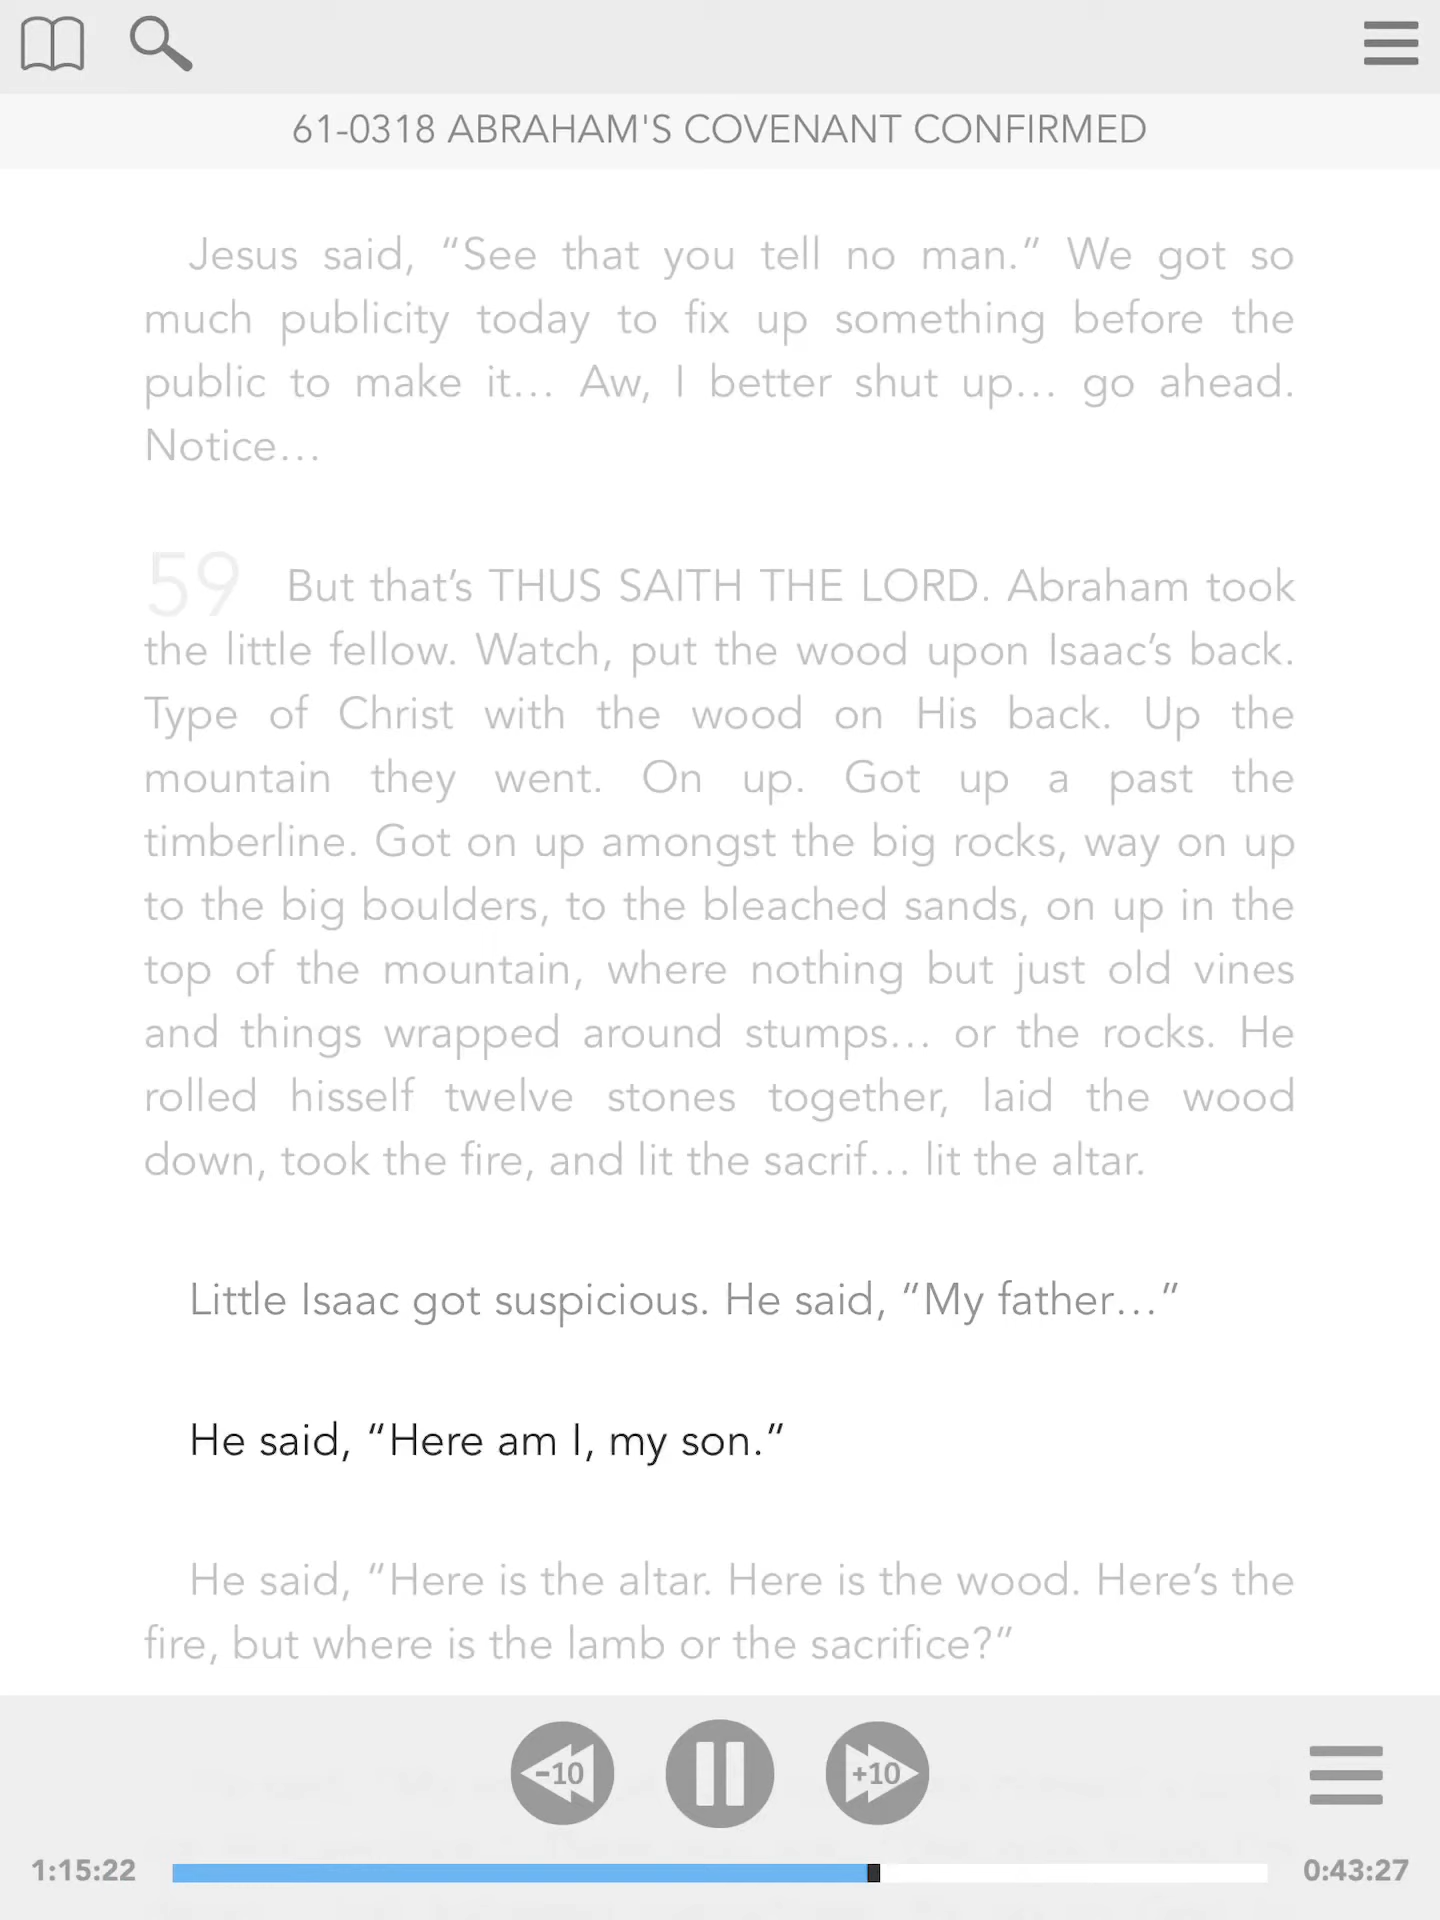 61-0318 ABRAHAM'S COVENANT CONFIRMED
Jesus said, “See that you tell no man.” We got so
much publicity today to fix up something before the
public to make it… Aw, I better shut up… go ahead.
Notice…
59 But that’s THUS SAITH THE LORD. Abraham took
the little fellow. Watch, put the wood upon Isaac’s back.
Type of Christ with the wood on His back. Up the
mountain they went. On up. Got up a past the
timberline. Got on up amongst the big rocks, way on up
to the big boulders, to the bleached sands, on up in the
top of the mountain, where nothing but just old vines
and things wrapped around stumps… or the rocks. He
rolled hisself twelve stones together, laid the wood
down, took the fire, and lit the sacrif… lit the altar.
Little Isaac got suspicious. He said, “My father…”
He said, “Here am I, my son.”
He said, “Here is the altar. Here is the wood. Here’s the
fire, but where is the lamb or the sacrifice?”
-10 +10
1:15:22 0:43:27